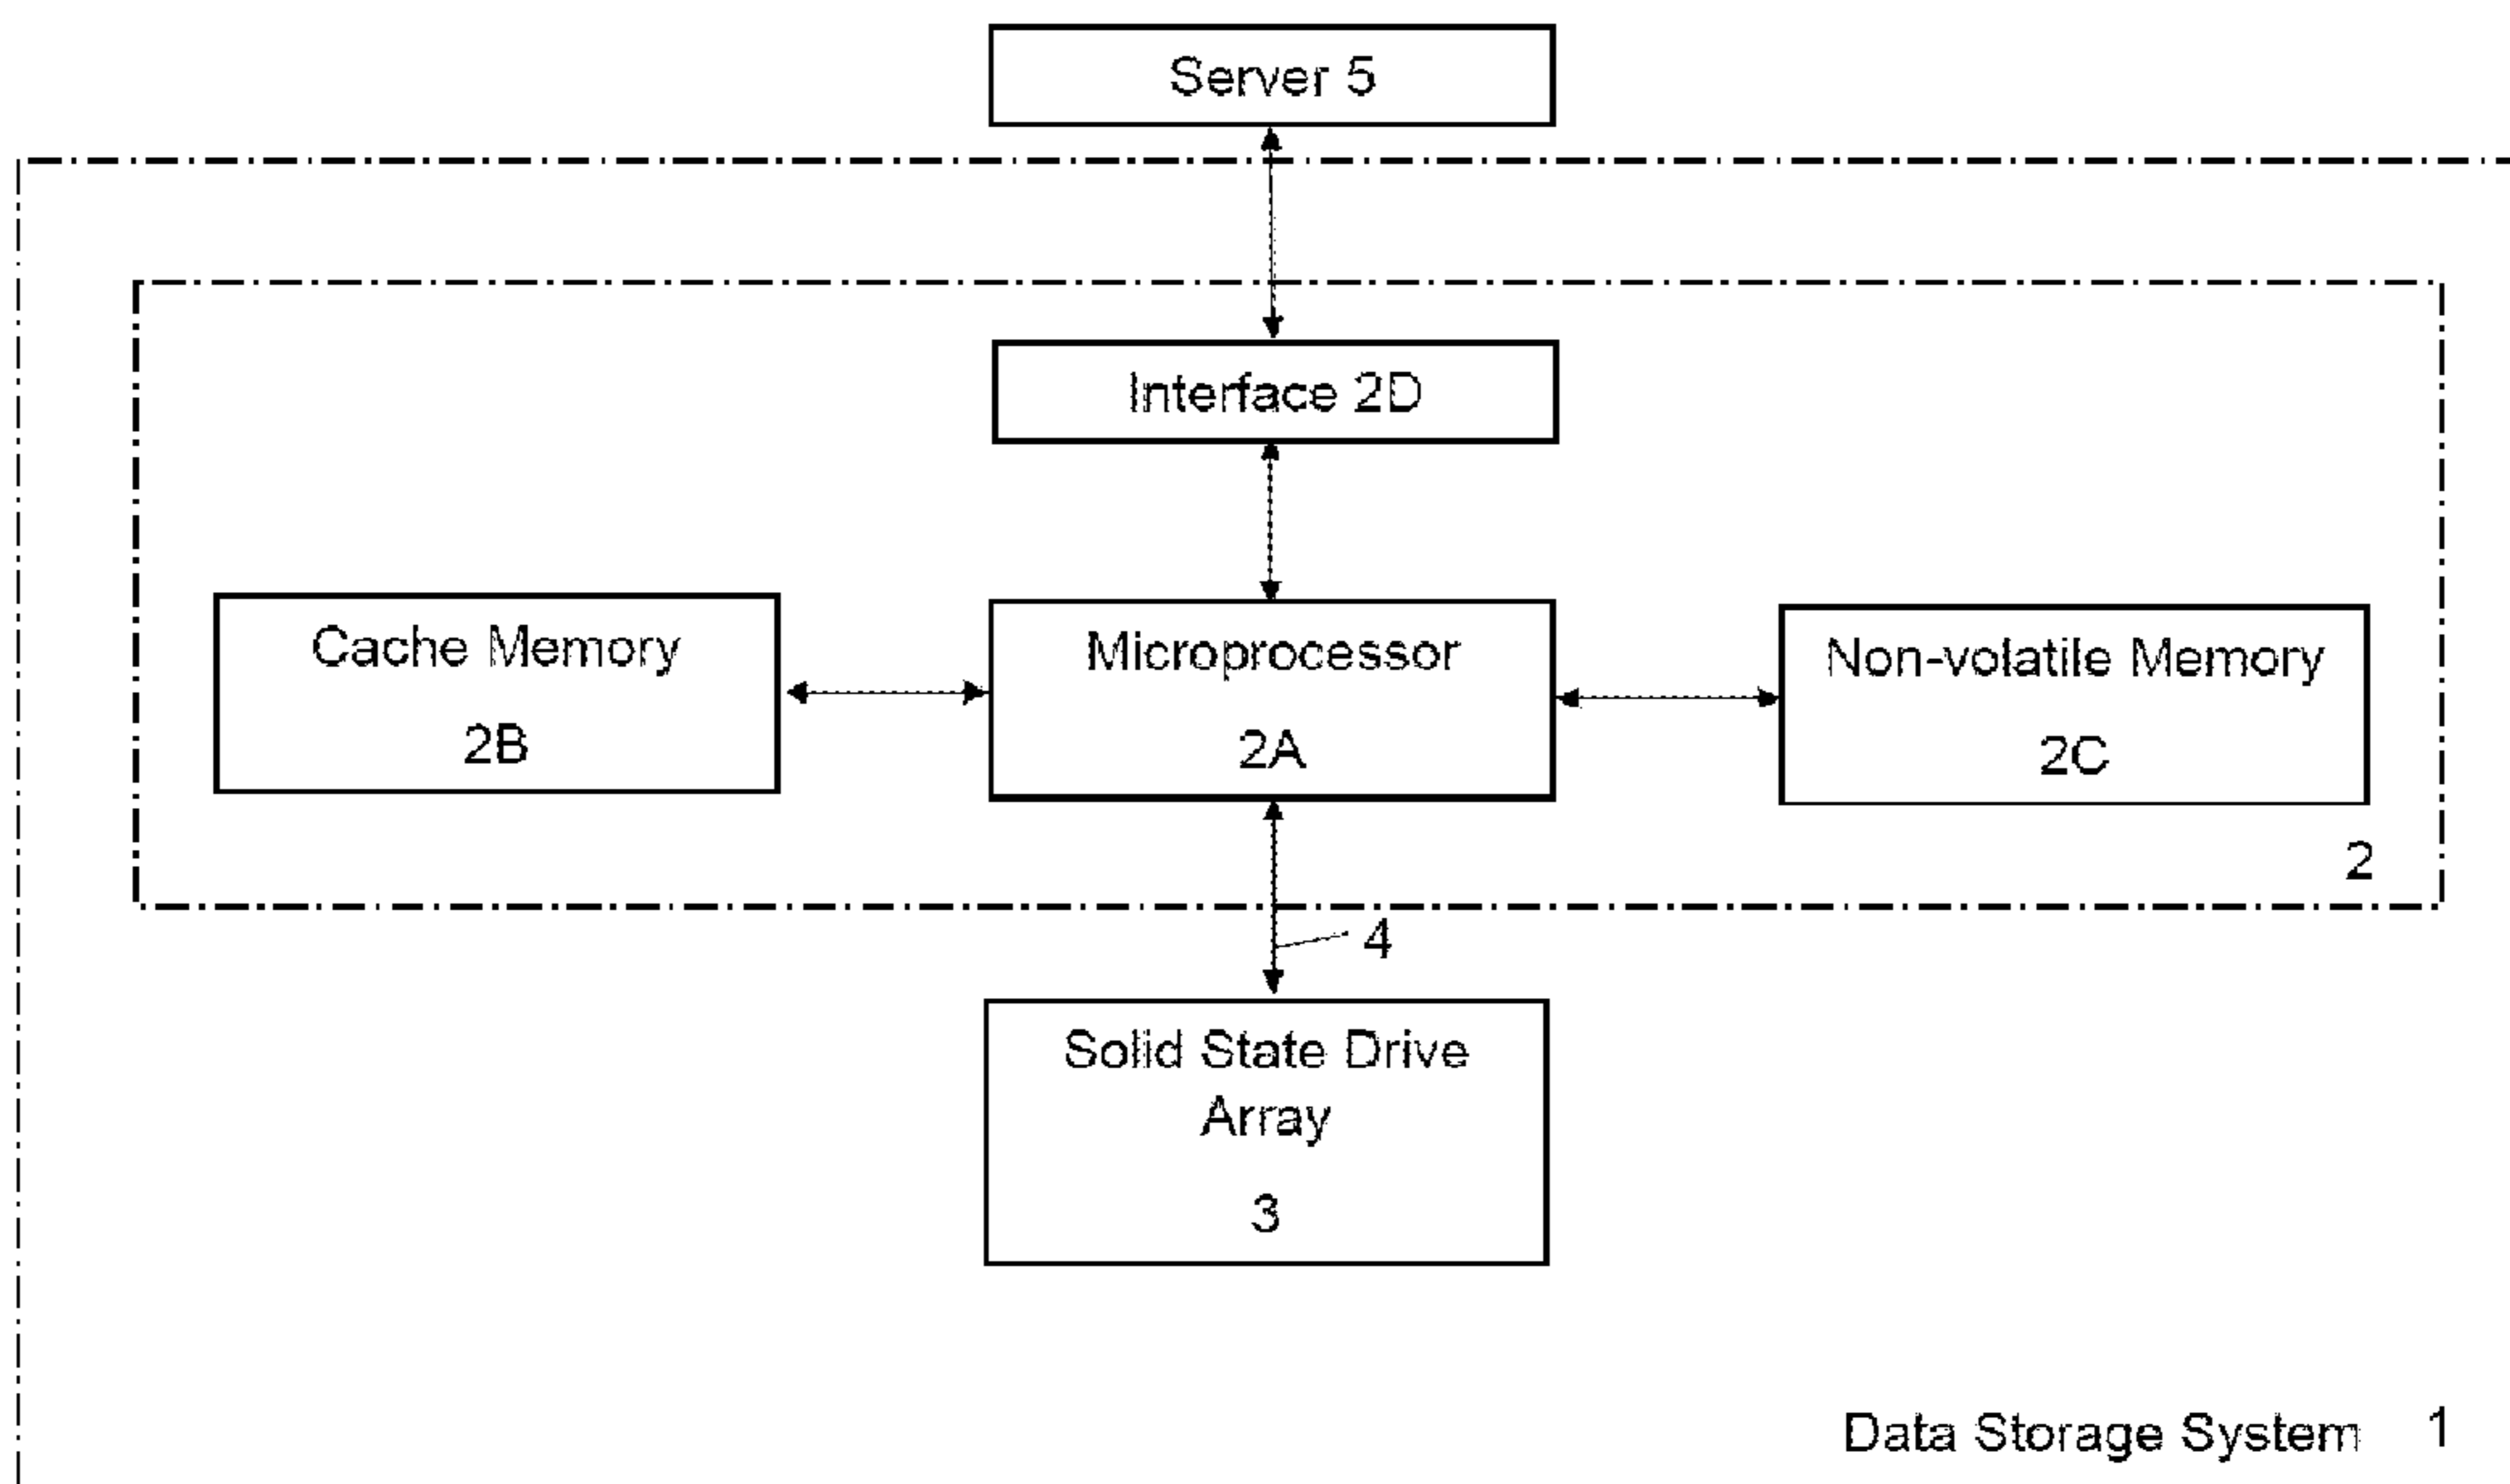 Server 5
Interface 2D
Cache Memory
2B
Microprocessor
2A
Non-volatile Memory
2C
2
4
Solid State Drive
Array
3
Data Storage System 1